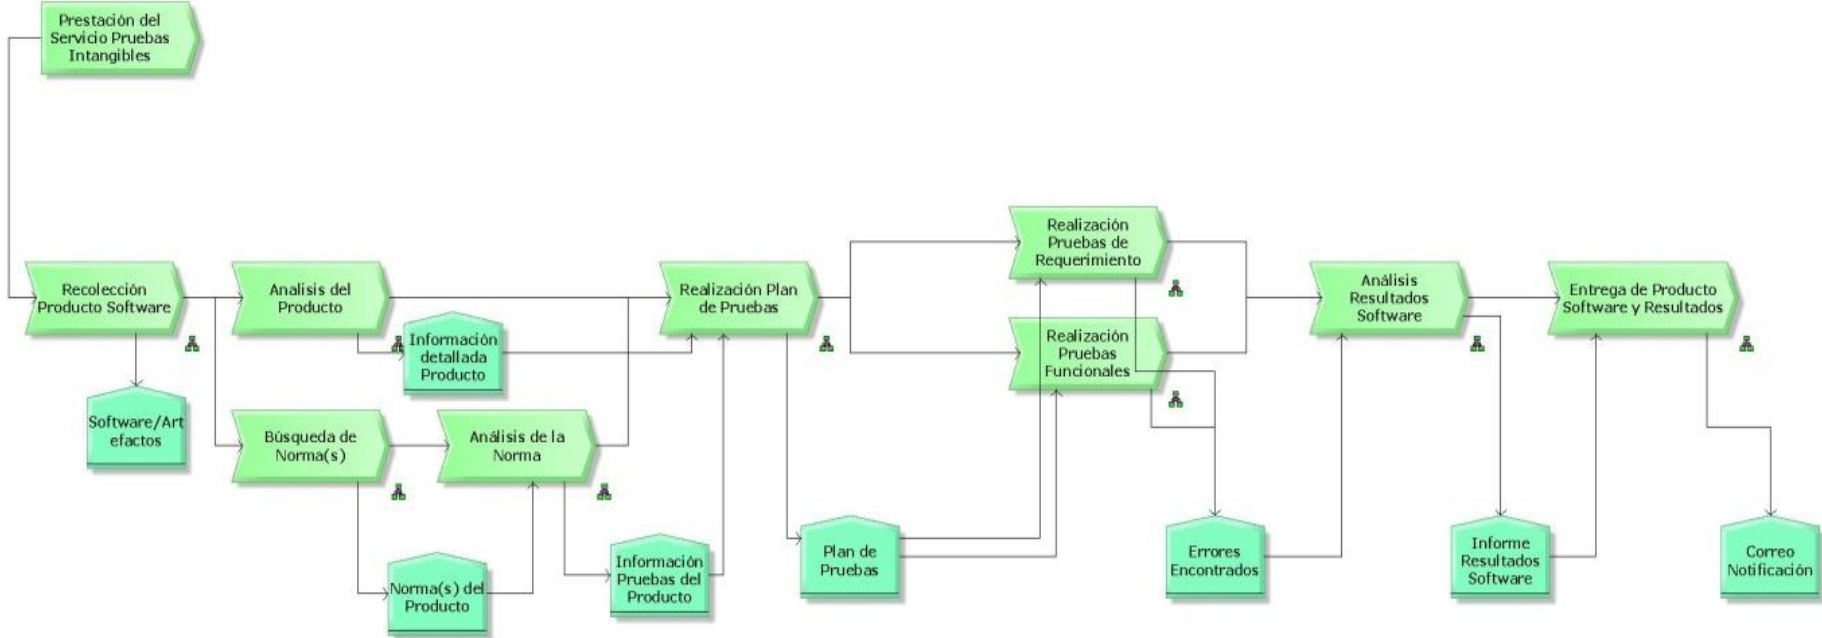 Prestación del
Servicio Pruebas
Intangibles
Recolección
Producto Software
Software/Art
efactos
Analisis del
Producto
Información
detallada
Producto
Búsqueda de
Norma(s)
Análisis de la
Norma
Norma(s) del
Producto
Información
Pruebas del
Producto
Realización Plan
de Pruebas
Plan de
Pruebas
Realización
Pruebas de
Requerimiento
Realización
Pruebas
Funcionales
Errores
Encontrados
Análisis
Resultados
Software
Informe
Resultados
Software
Entrega de Producto
Software y Resultados
Correo
Notificación